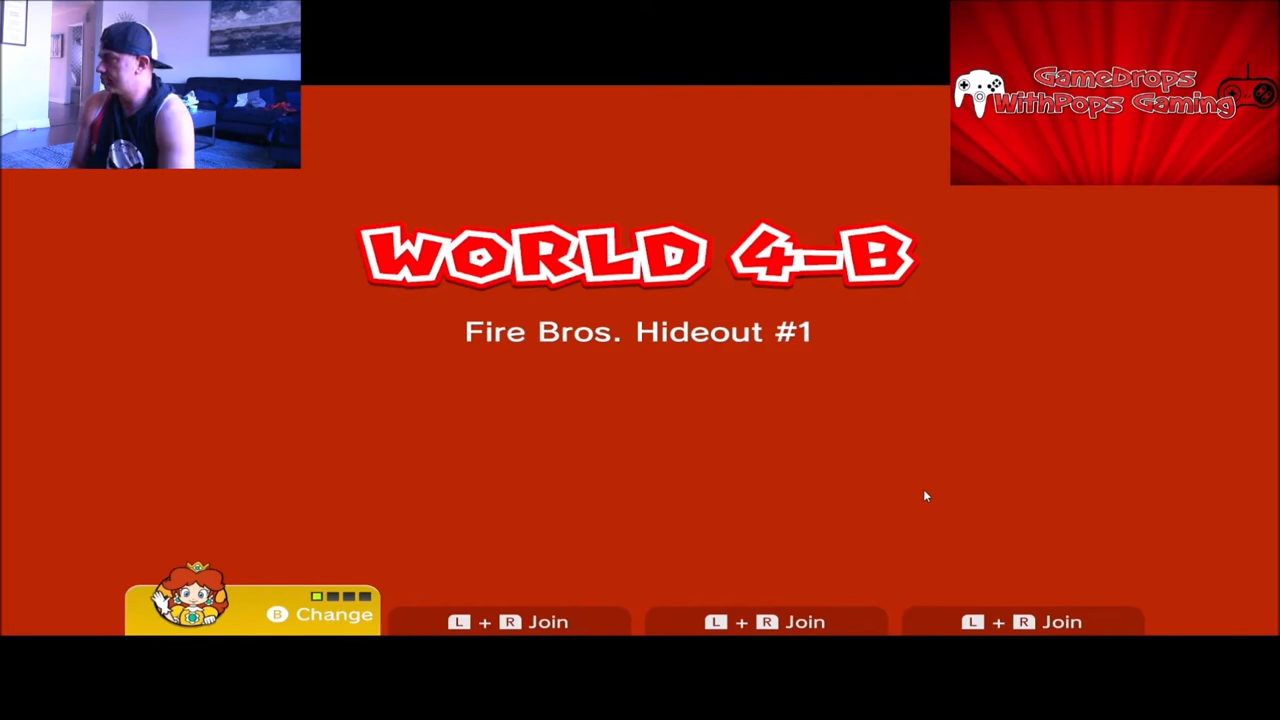 GameDrops
WithPops Gaming
WORLD 4-B
Fire Bros. Hideout #1
B Change
L + R Join
L + R Join
L + R Join